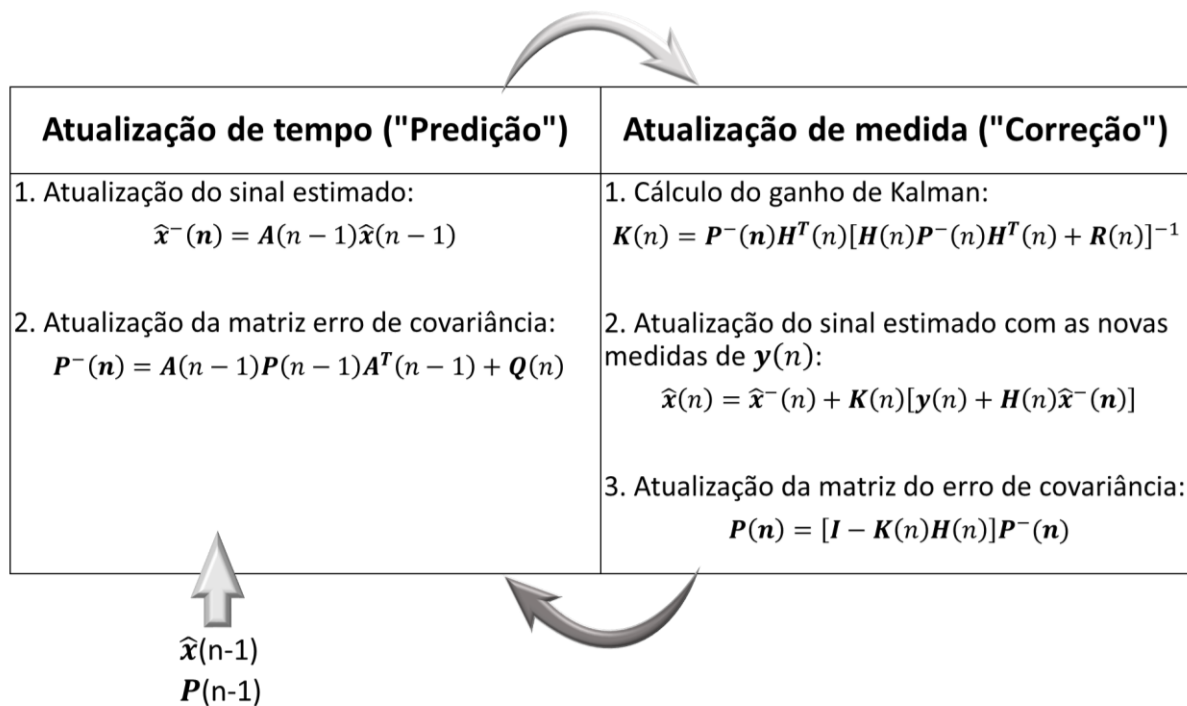 Atualização de tempo ("Predição")
1. Atualização do sinal estimado:
x̂⁻(n) = A(n − 1)x̂(n − 1)
2. Atualização da matriz erro de covariância:
P⁻(n) = A(n − 1)P(n − 1)Aᵀ(n − 1) + Q(n)
Atualização de medida ("Correção")
1. Cálculo do ganho de Kalman:
K(n) = P⁻(n)Hᵀ(n)[H(n)P⁻(n)Hᵀ(n) + R(n)]⁻¹
2. Atualização do sinal estimado com as novas
medidas de y(n):
x̂(n) = x̂⁻(n) + K(n)[y(n) + H(n)x̂⁻(n)]
3. Atualização da matriz do erro de covariância:
P(n) = [I − K(n)H(n)]P⁻(n)
x̂(n-1)
P(n-1)